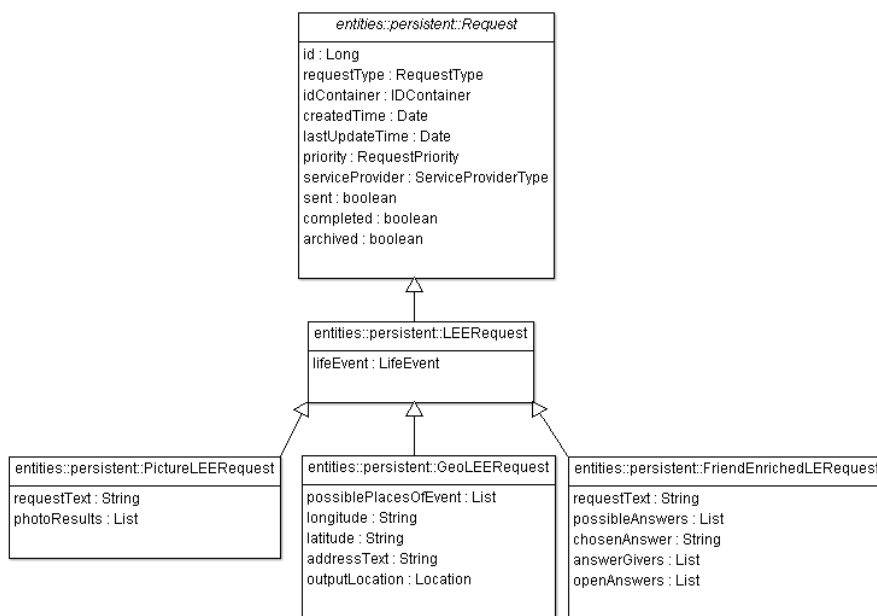 entities::persistent::Request
id : Long
requestType : RequestType
idContainer : IDContainer
createdTime : Date
lastUpdateTime : Date
priority : RequestPriority
serviceProvider : ServiceProviderType
sent : boolean
completed : boolean
archived : boolean
entities::persistent::LEERequest
lifeEvent : LifeEvent
entities::persistent::PictureLEERequest
requestText : String
photoResults : List
entities::persistent::GeoLEERequest
possiblePlacesOfEvent : List
longitude : String
latitude : String
addressText : String
outputLocation : Location
entities::persistent::FriendEnrichedLERequest
requestText : String
possibleAnswers : List
chosenAnswer : String
answerGivers : List
openAnswers : List